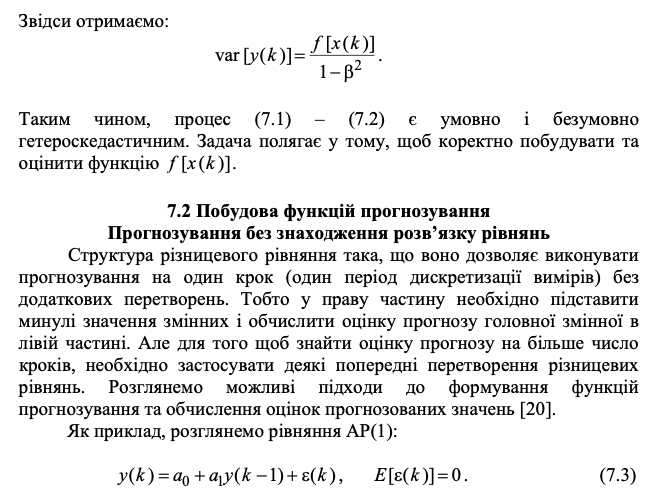 Звідси отримаємо:
var [y(k)] = f [x(k)] / (1 − β²) .
Таким чином, процес (7.1) – (7.2) є умовно і безумовно
гетероскедастичним. Задача полягає у тому, щоб коректно побудувати та
оцінити функцію f [x(k)].
7.2 Побудова функцій прогнозування
Прогнозування без знаходження розв’язку рівнянь
Структура різницевого рівняння така, що воно дозволяє виконувати
прогнозування на один крок (один період дискретизації вимірів) без
додаткових перетворень. Тобто у праву частину необхідно підставити
минулі значення змінних і обчислити оцінку прогнозу головної змінної в
лівій частині. Але для того щоб знайти оцінку прогнозу на більше число
кроків, необхідно застосувати деякі попередні перетворення різницевих
рівнянь. Розглянемо можливі підходи до формування функцій
прогнозування та обчислення оцінок прогнозованих значень [20].
Як приклад, розглянемо рівняння АР(1):
y(k) = a₀ + a₁y(k − 1) + ε(k) , E[ε(k)] = 0 . (7.3)